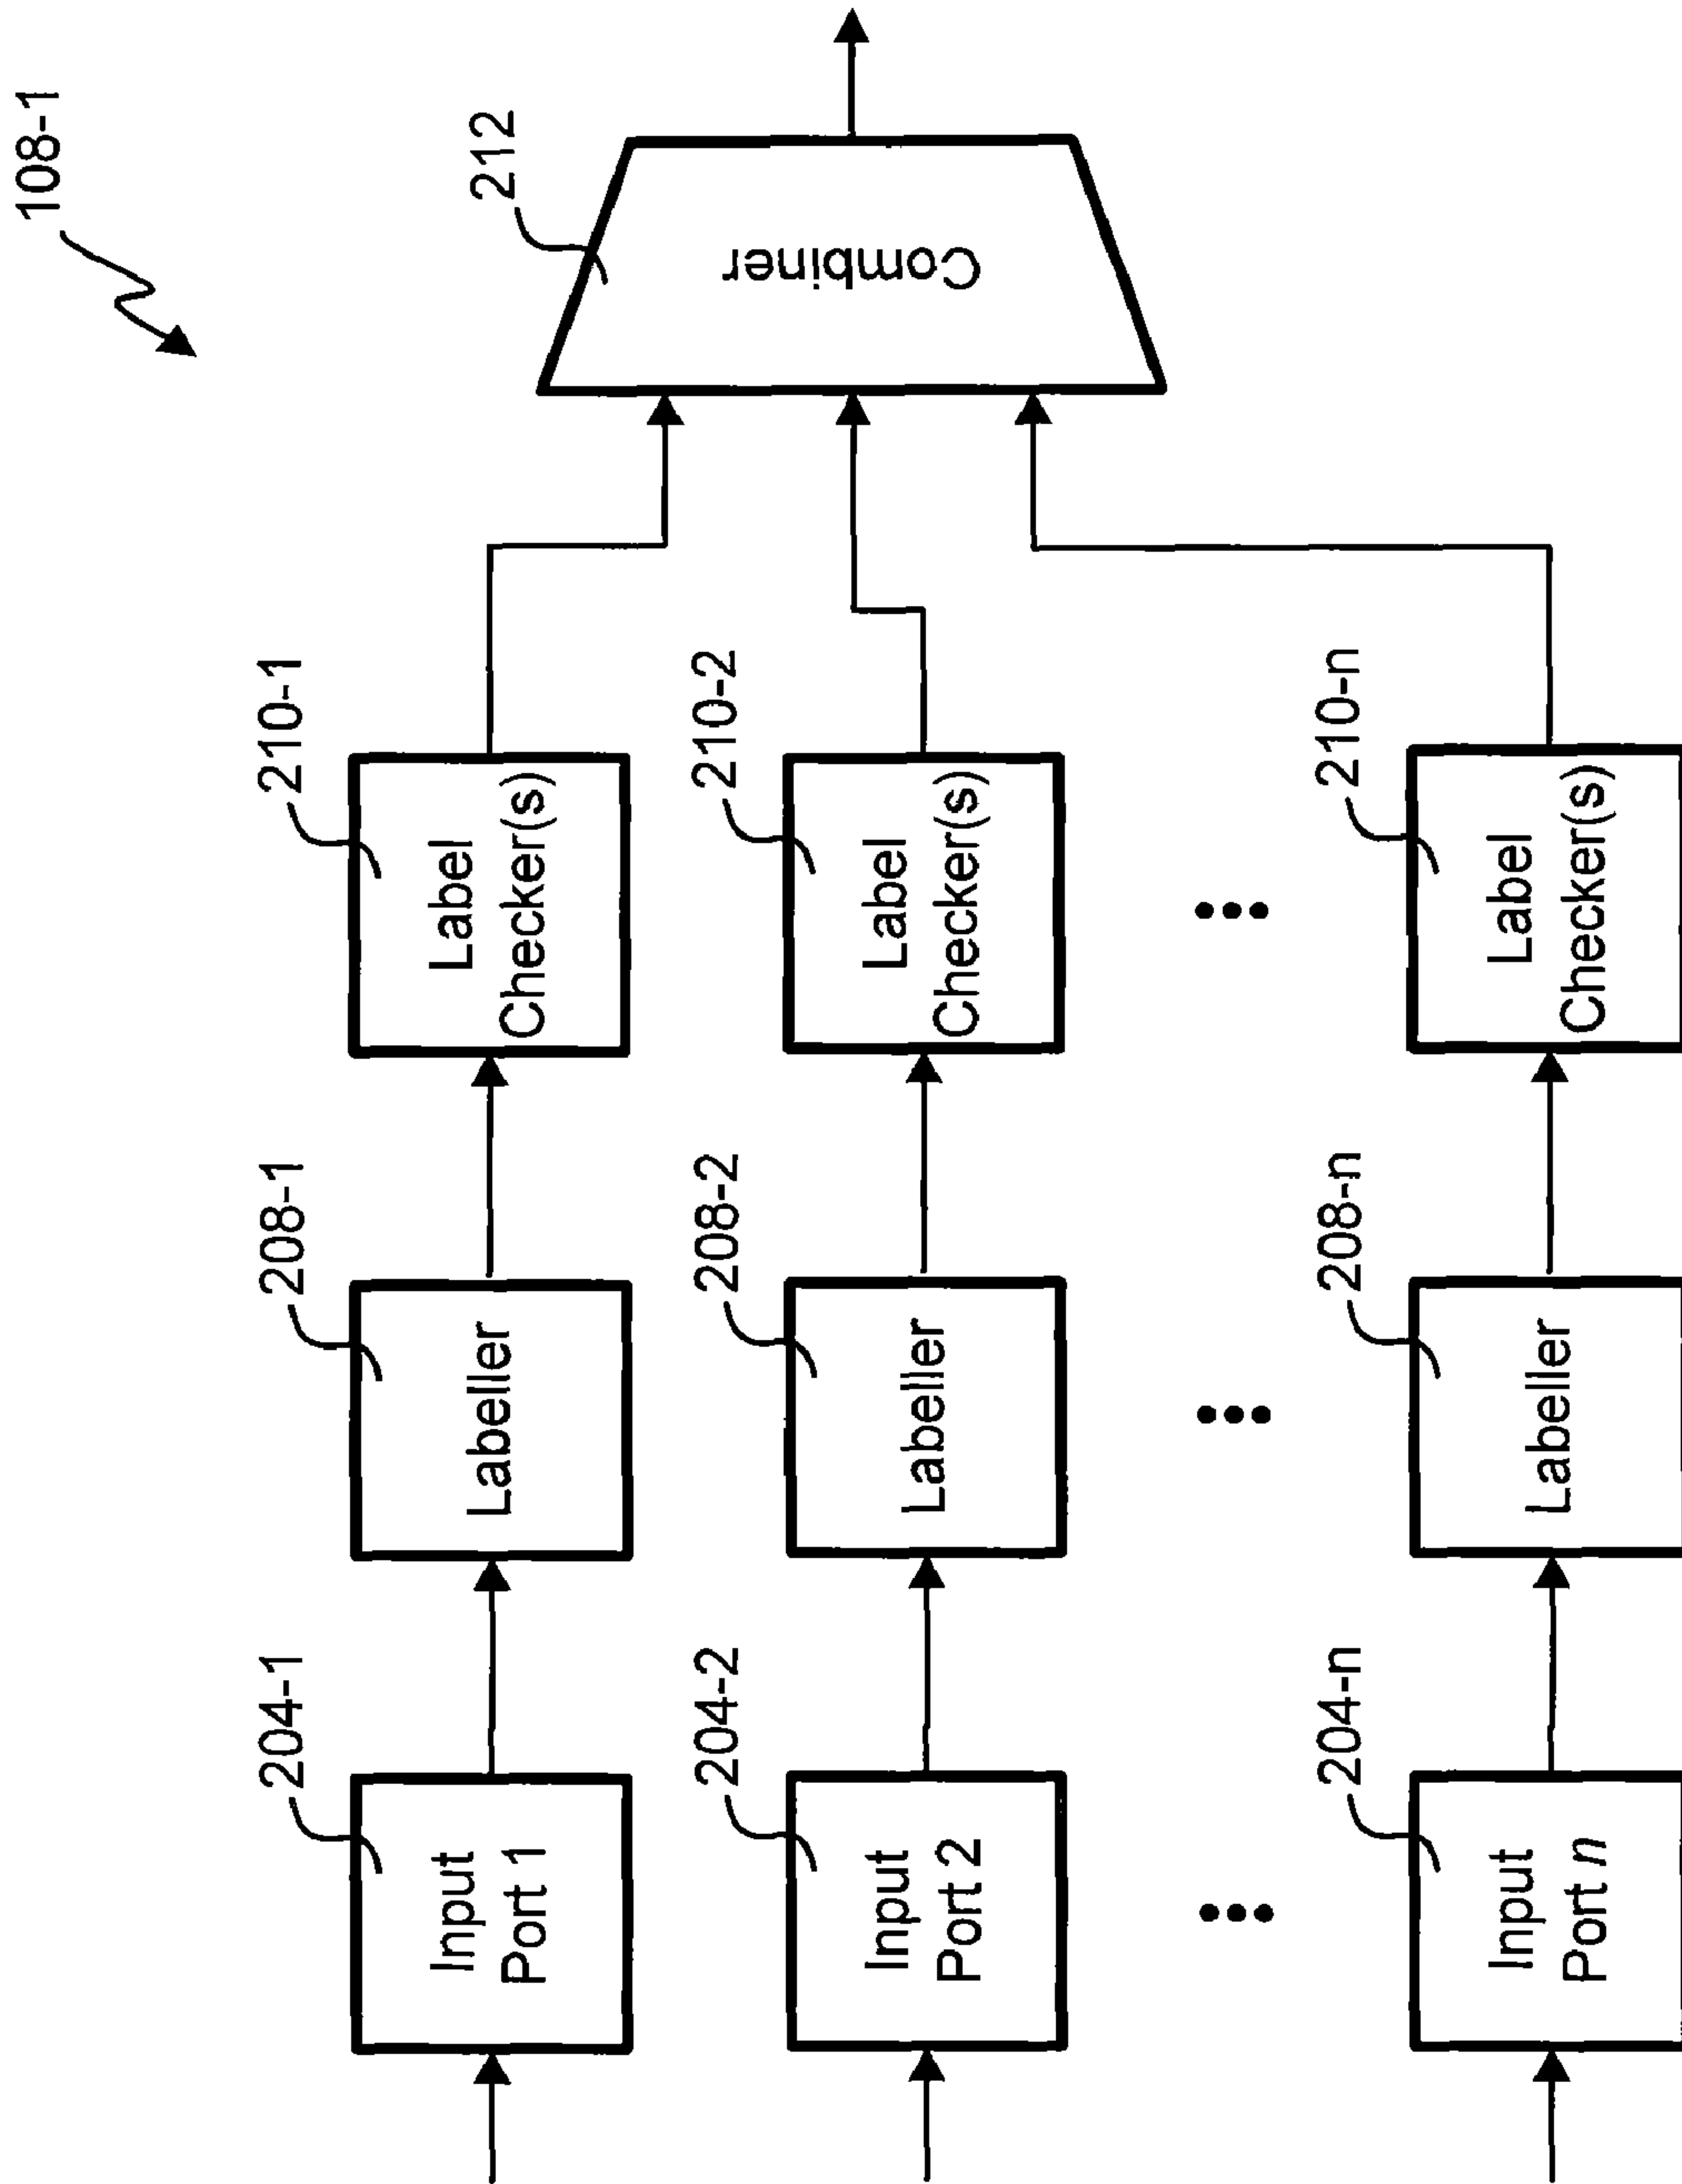 108-1
212
Combiner
210-1
Label
Checker(s)
210-2
Label
Checker(s)
210-n
Label
Checker(s)
208-1
Labeller
208-2
Labeller
208-n
Labeller
204-1
Input
Port 1
204-2
Input
Port 2
204-n
Input
Port n